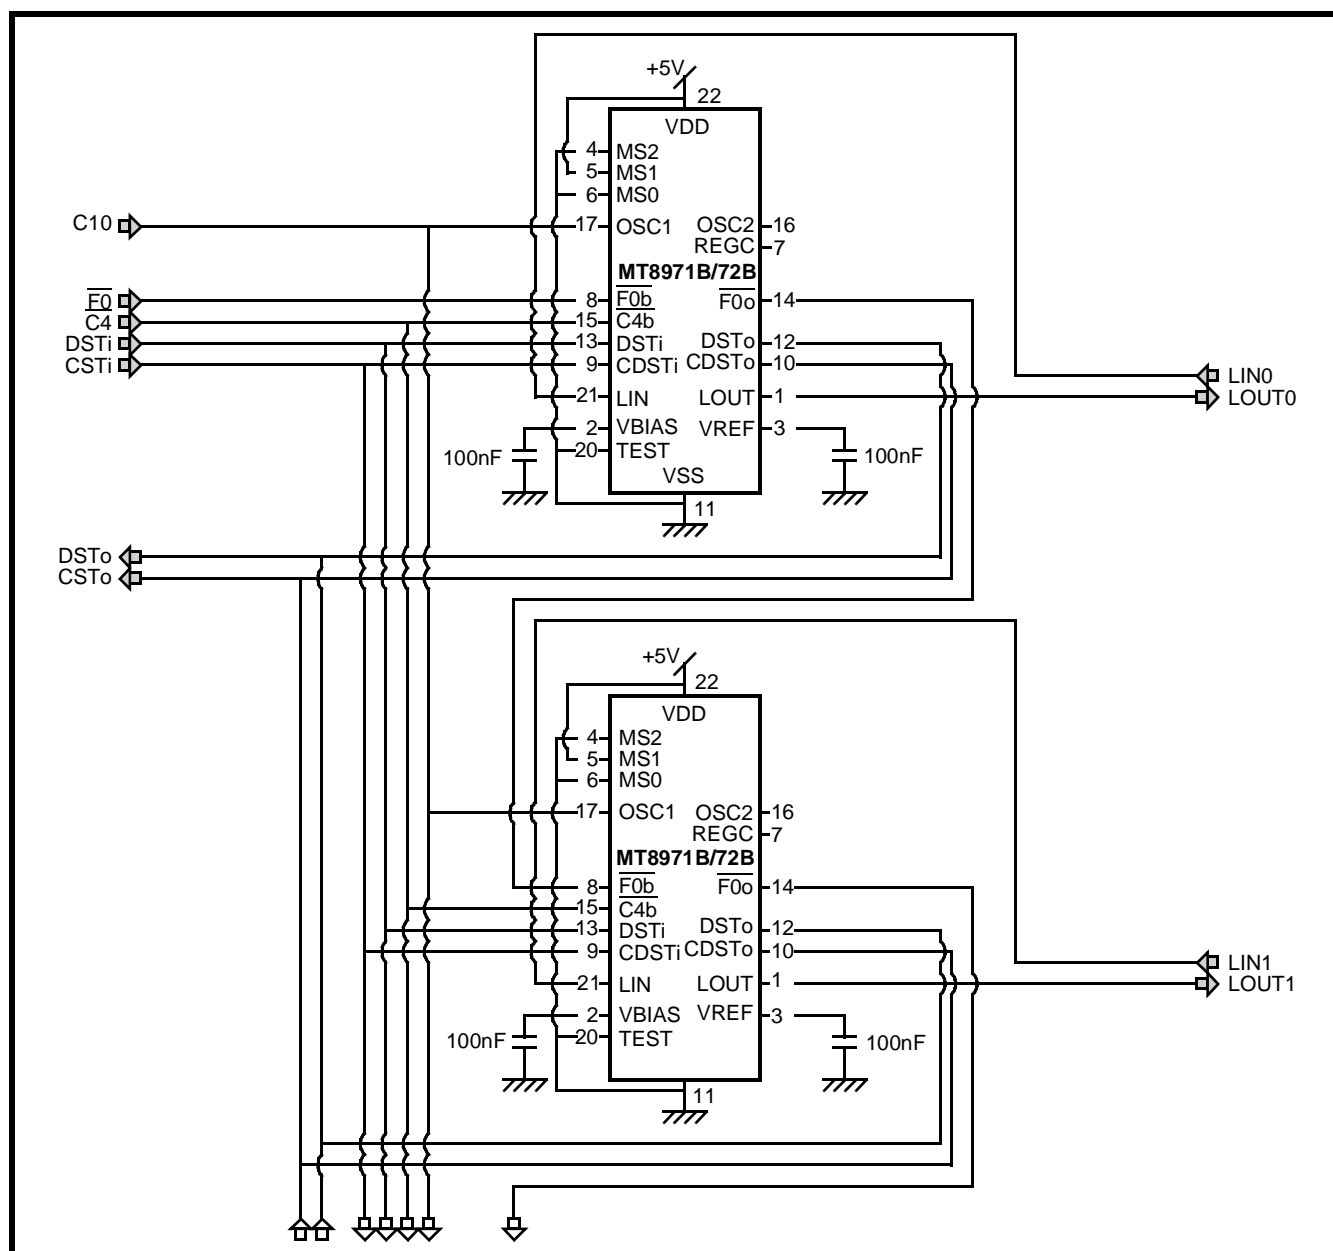 +5V
22
VDD
4 MS2
5 MS1
6 MS0
C10
17 OSC1 OSC2 16
REGC 7
MT8971B/72B
F0 8 F0b F0o 14
C4 15 C4b
DSTi 13 DSTi DSTo 12
CSTi 9 CDSTi CDSTo 10
LIN0
21 LIN LOUT 1 LOUT0
2 VBIAS VREF 3
100nF 20 TEST 100nF
VSS
11
DSTo
CSTo
+5V
22
VDD
4 MS2
5 MS1
6 MS0
17 OSC1 OSC2 16
REGC 7
MT8971B/72B
8 F0b F0o 14
15 C4b
13 DSTi DSTo 12
9 CDSTi CDSTo 10
LIN1
21 LIN LOUT 1 LOUT1
2 VBIAS VREF 3
100nF 20 TEST 100nF
11